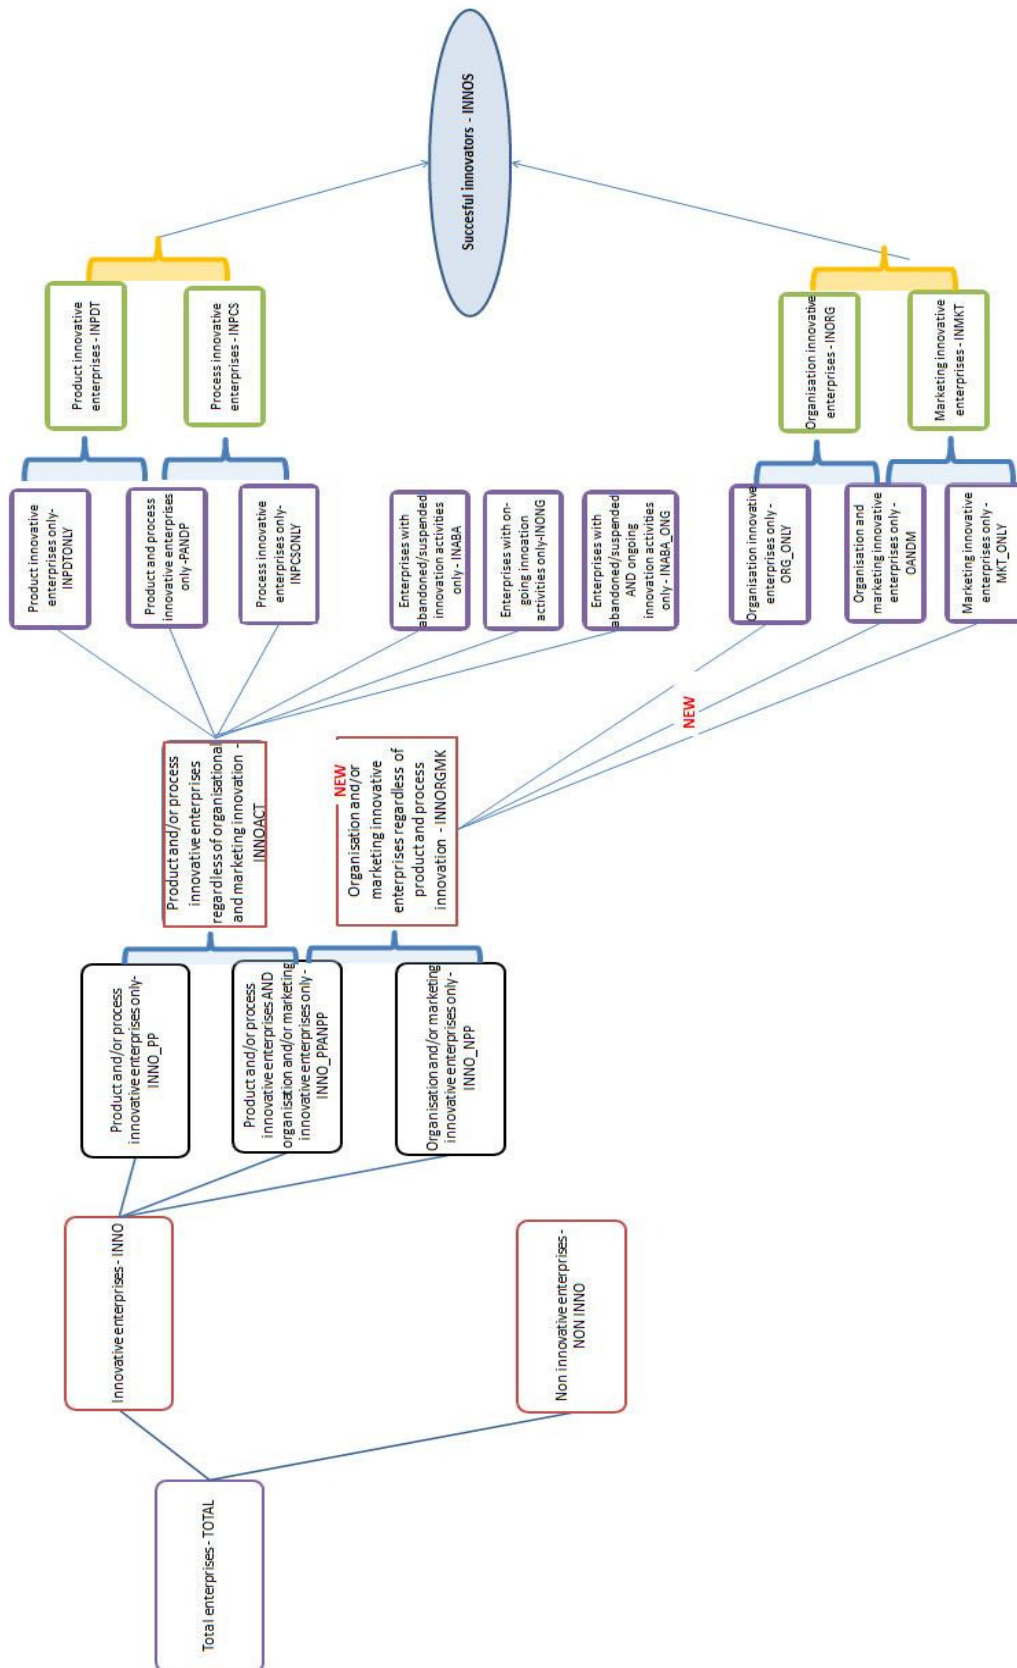 Total enterprises - TOTAL
Innovative enterprises - INNO
Non innovative enterprises -
NON INNO
Product and/or process
innovative enterprises only-
INNO_PP
Product and/or process
innovative enterprises AND
organisation and/or marketing
innovative enterprises only -
INNO_PPANPP
Organisation and/or marketing
innovative enterprises only -
INNO_NPP
Product and/or process
innovative enterprises
regardless of organisational
and marketing innovation -
INNOACT
NEW
Organisation and/or
marketing innovative
enterprises regardless of
product and process
innovation - INNORGMK
NEW
Product innovative
enterprises only-
INPDTONLY
Product and process
innovative enterprises
only-PANDP
Process innovative
enterprises only-
INPCSONLY
Enterprises with
abandoned/suspended
innovation activities
only - INABA
Enterprises with on-
going innoation
activities only-INONG
Enterprises with
abandoned/suspended
AND ongoing
innovation activities
only - INABA_ONG
Organisation innovative
enterprises only -
ORG_ONLY
Organisation and
marketing innovative
enterprises only -
OANDM
Marketing innovative
enterprises only -
MKT_ONLY
Product innovative
enterprises - INPDT
Process innovative
enterprises - INPCS
Organisation innovative
enterprises - INORG
Marketing innovative
enterprises - INMKT
Succesful innovators - INNOS